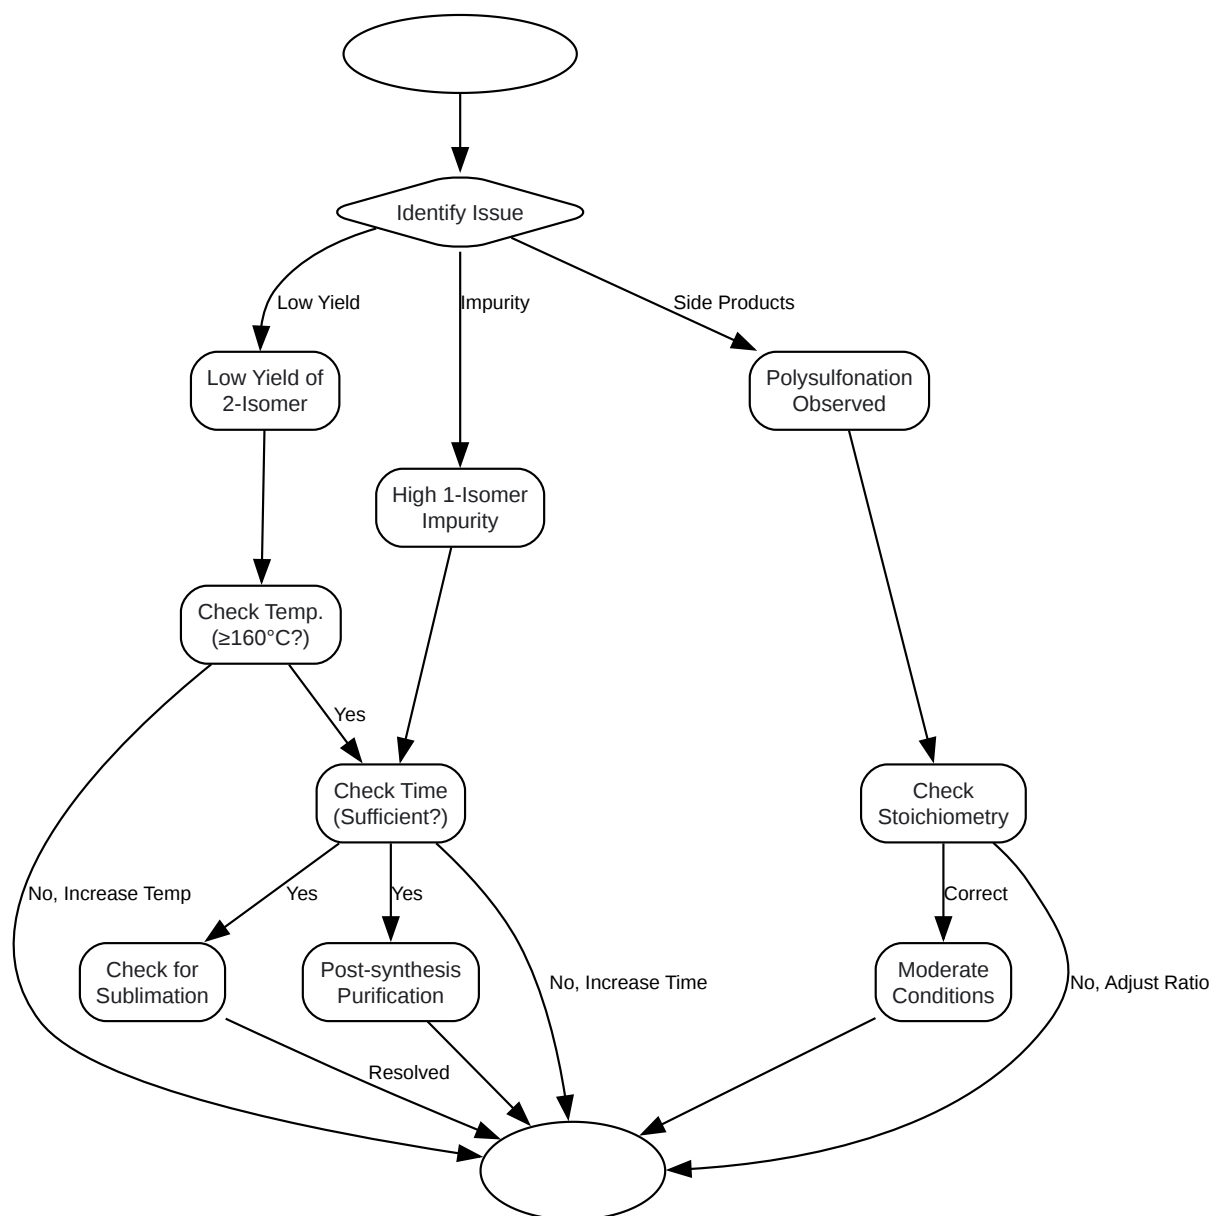 Identify Issue
Low Yield
Impurity
Side Products
Low Yield of
2-Isomer
Polysulfonation
Observed
High 1-Isomer
Impurity
Check Temp.
(≥160°C?)
Yes
Check Time
(Sufficient?)
Check
Stoichiometry
No, Increase Temp
Yes
Yes
Correct
Check for
Sublimation
Post-synthesis
Purification
No, Increase Time
Moderate
Conditions
No, Adjust Ratio
Resolved